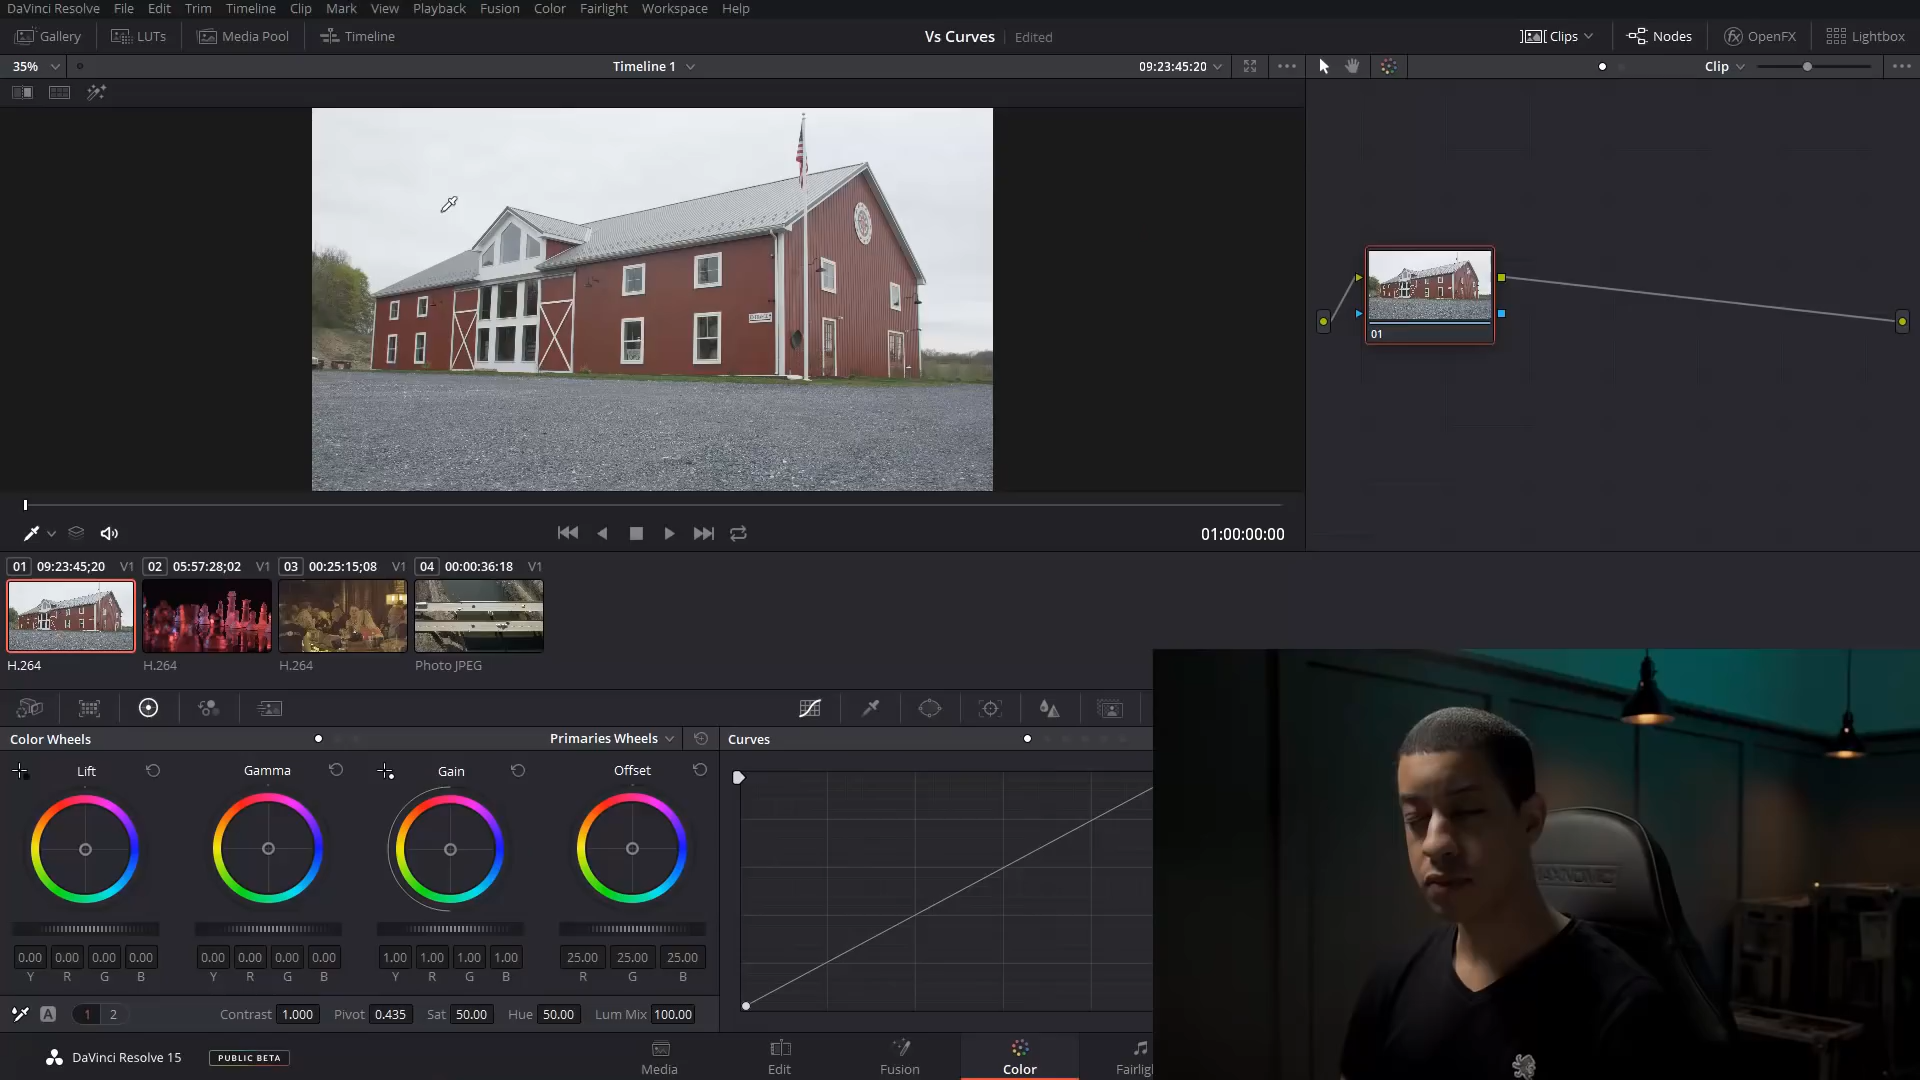 DaVinci Resolve File Edit Trim Timeline Clip Mark View Playback Fusion Color Fairlight Workspace Help
Gallery LUTs Media Pool Timeline Vs Curves Edited Clips Nodes OpenFX Lightbox
35% Timeline 1 09:23:45:20 Clip
01
01:00:00:00
01 09:23:45;20 V1 02 05:57:28;02 V1 03 00:25:15;08 V1 04 00:00:36:18 V1
H.264 H.264 H.264 Photo JPEG
Color Wheels Primaries Wheels Curves
Lift Gamma Gain Offset
0.00 0.00 0.00 0.00 0.00 0.00 0.00 0.00 1.00 1.00 1.00 1.00 25.00 25.00 25.00
Y R G B Y R G B Y R G B R G B
A 1 2 Contrast 1.000 Pivot 0.435 Sat 50.00 Hue 50.00 Lum Mix 100.00
DaVinci Resolve 15 PUBLIC BETA
Media Edit Fusion Color Fairlig